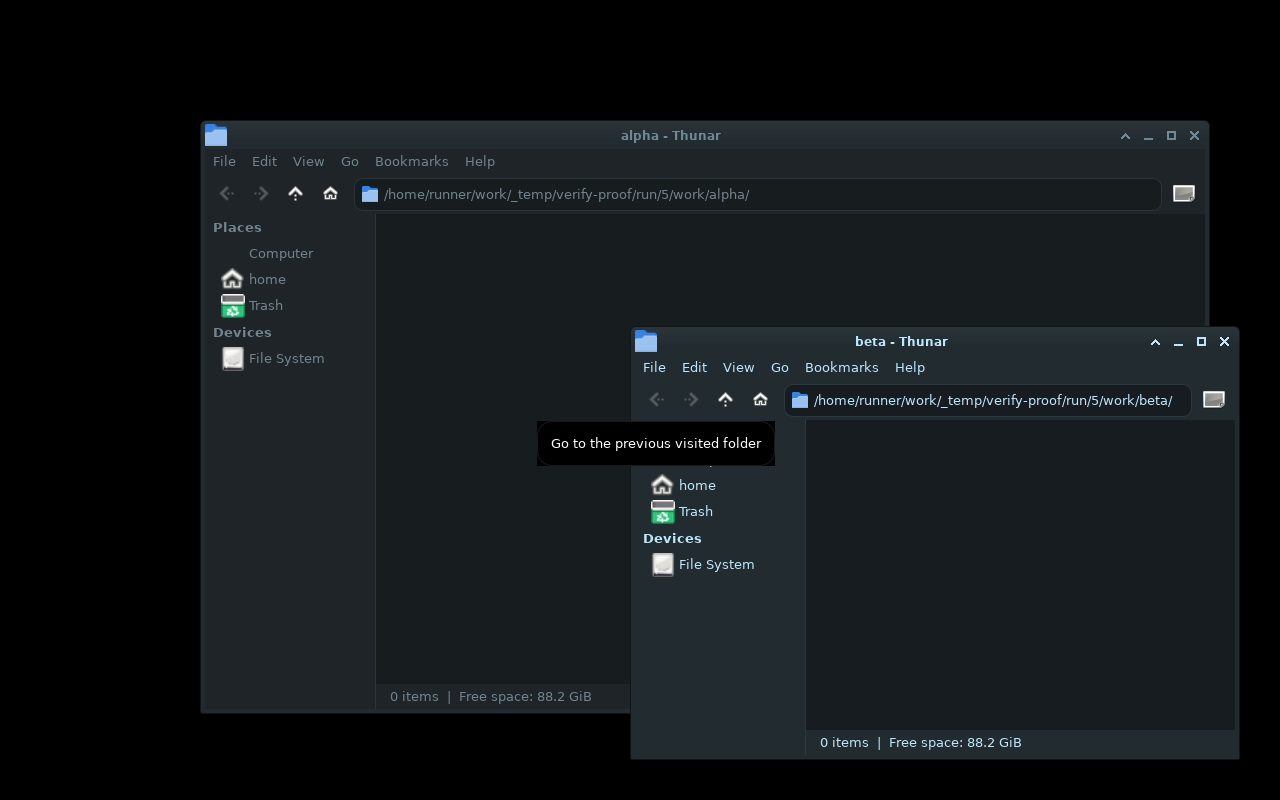 alpha - Thunar
File Edit View Go Bookmarks Help
/home/runner/work/_temp/verify-proof/run/5/work/alpha/
Places
Computer
home
Trash
Devices
File System
0 items | Free space: 88.2 GiB
beta - Thunar
File Edit View Go Bookmarks Help
/home/runner/work/_temp/verify-proof/run/5/work/beta/
Go to the previous visited folder
home
Trash
Devices
File System
0 items | Free space: 88.2 GiB